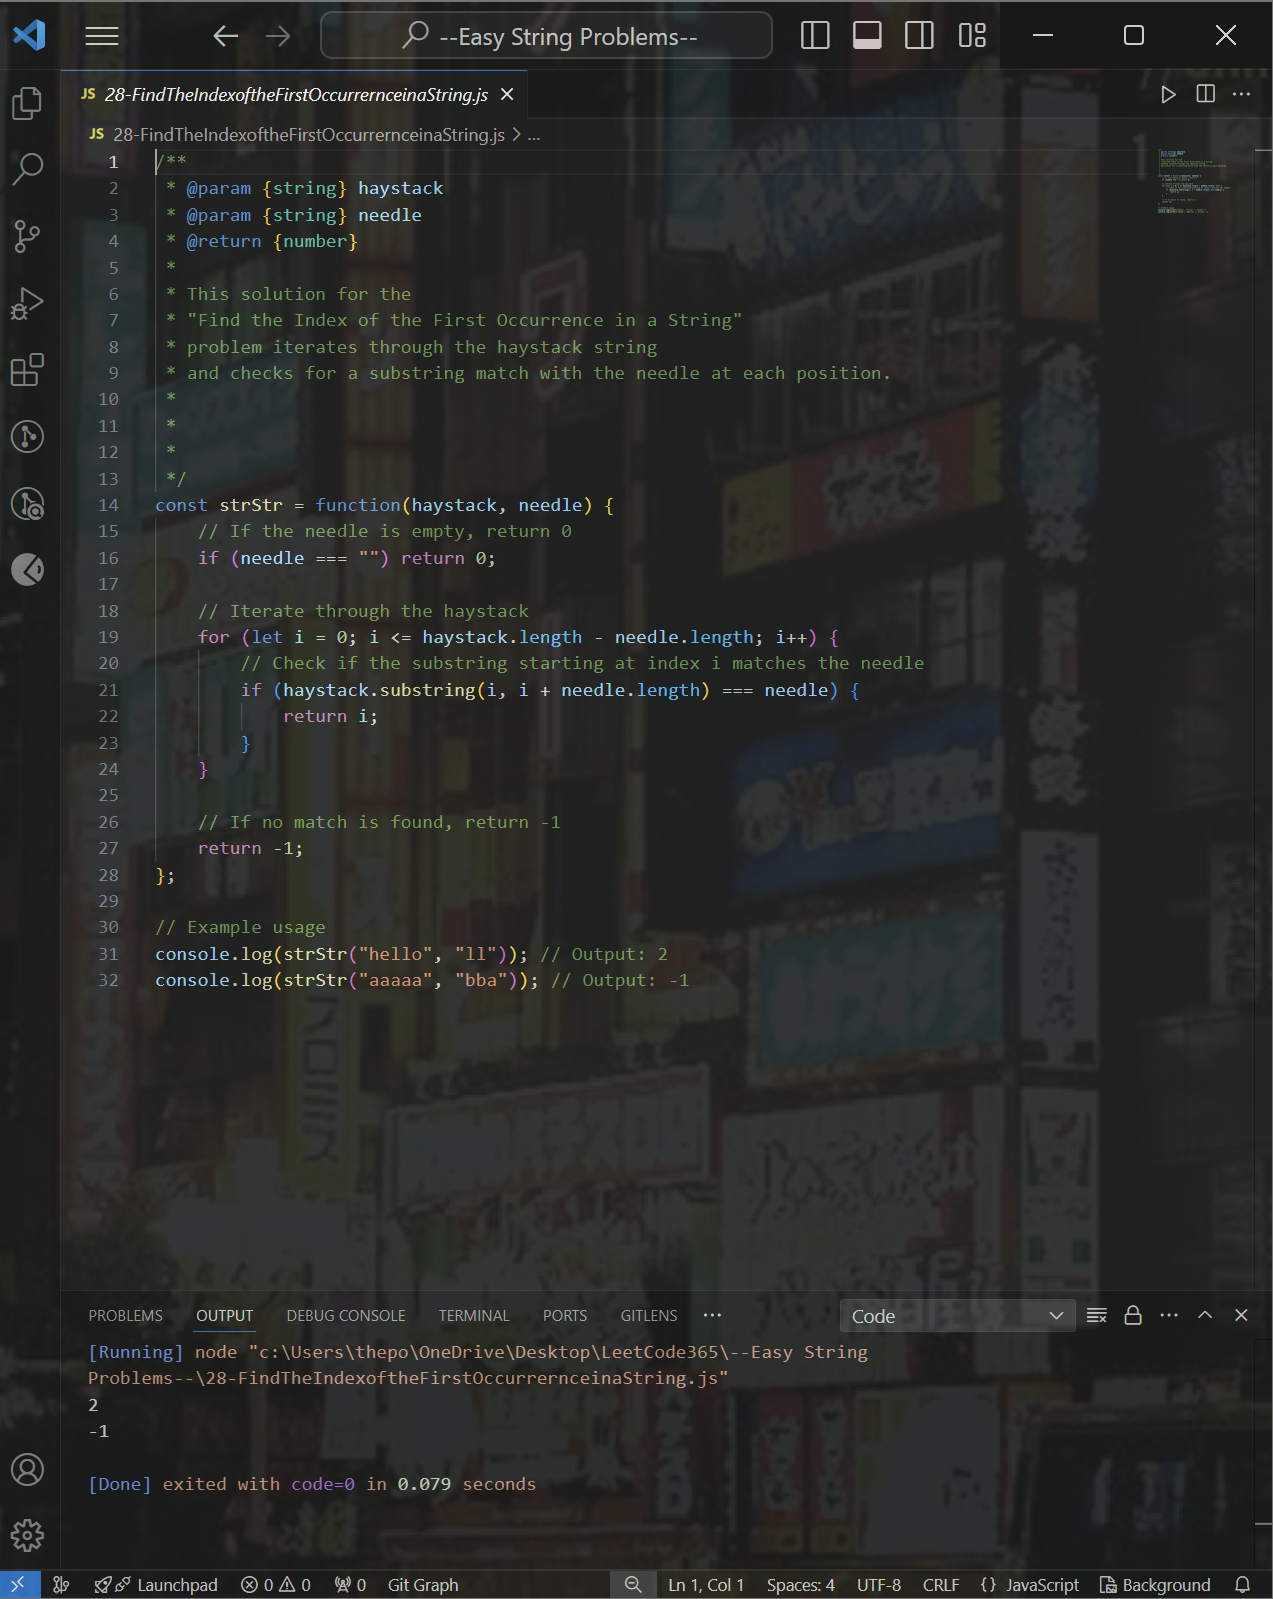 --Easy String Problems--
JS 28-FindTheIndexoftheFirstOccurrernceinaString.js
JS 28-FindTheIndexoftheFirstOccurrernceinaString.js > ...
1 /**
2 * @param {string} haystack
3 * @param {string} needle
4 * @return {number}
5 *
6 * This solution for the
7 * "Find the Index of the First Occurrence in a String"
8 * problem iterates through the haystack string
9 * and checks for a substring match with the needle at each position.
10 *
11 *
12 *
13 */
14 const strStr = function(haystack, needle) {
15 // If the needle is empty, return 0
16 if (needle === "") return 0;
17
18 // Iterate through the haystack
19 for (let i = 0; i <= haystack.length - needle.length; i++) {
20 // Check if the substring starting at index i matches the needle
21 if (haystack.substring(i, i + needle.length) === needle) {
22 return i;
23 }
24 }
25
26 // If no match is found, return -1
27 return -1;
28 };
29
30 // Example usage
31 console.log(strStr("hello", "ll")); // Output: 2
32 console.log(strStr("aaaaa", "bba")); // Output: -1
PROBLEMS OUTPUT DEBUG CONSOLE TERMINAL PORTS GITLENS ... Code
[Running] node "c:\Users\thepo\OneDrive\Desktop\LeetCode365\--Easy String
Problems--\28-FindTheIndexoftheFirstOccurrernceinaString.js"
2
-1
[Done] exited with code=0 in 0.079 seconds
Launchpad 0 0 0 Git Graph Ln 1, Col 1 Spaces: 4 UTF-8 CRLF {} JavaScript Background